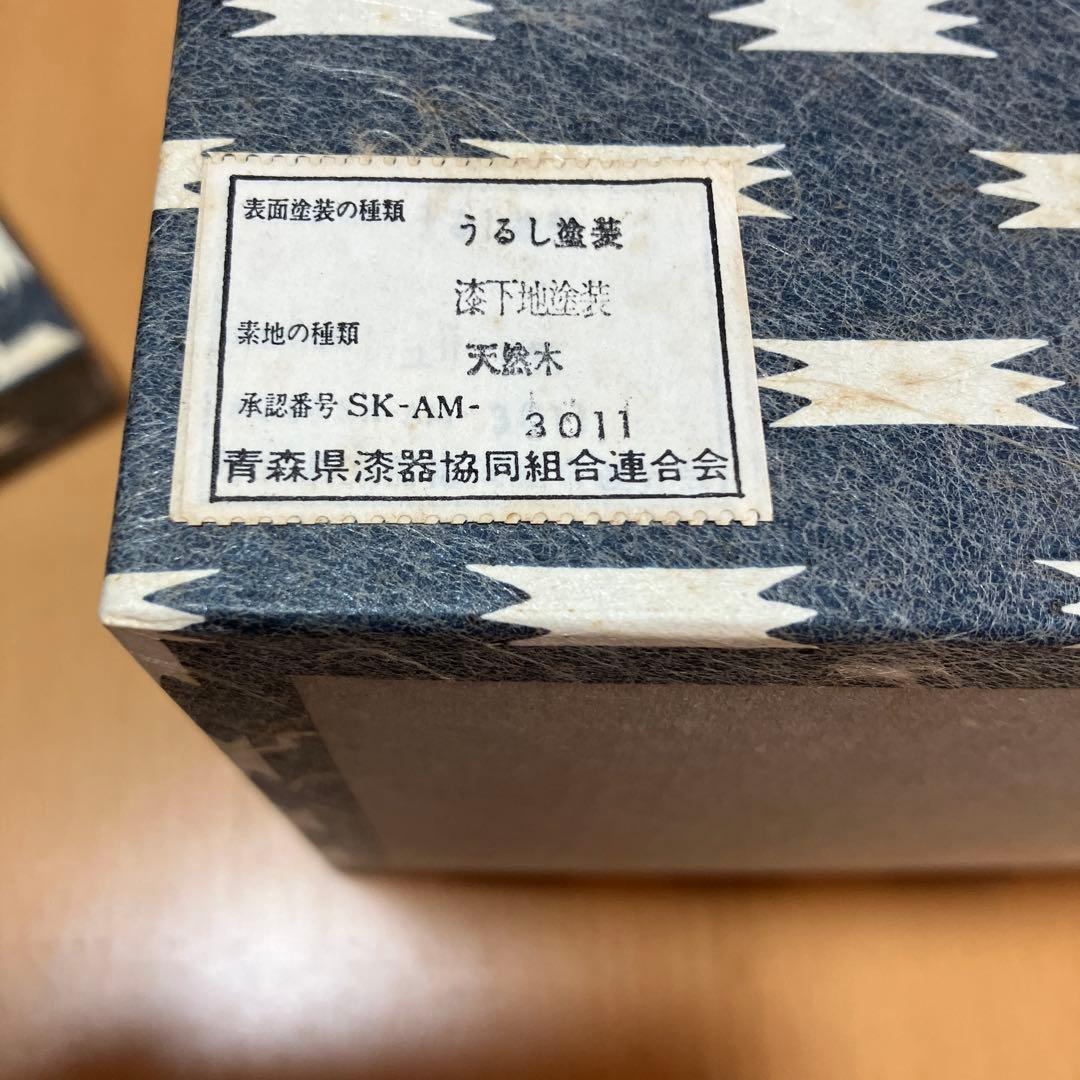 表面塗装の種類 うるし塗装
漆下地塗装
素地の種類 天然木
承認番号 SK-AM-3011
青森県漆器協同組合連合会